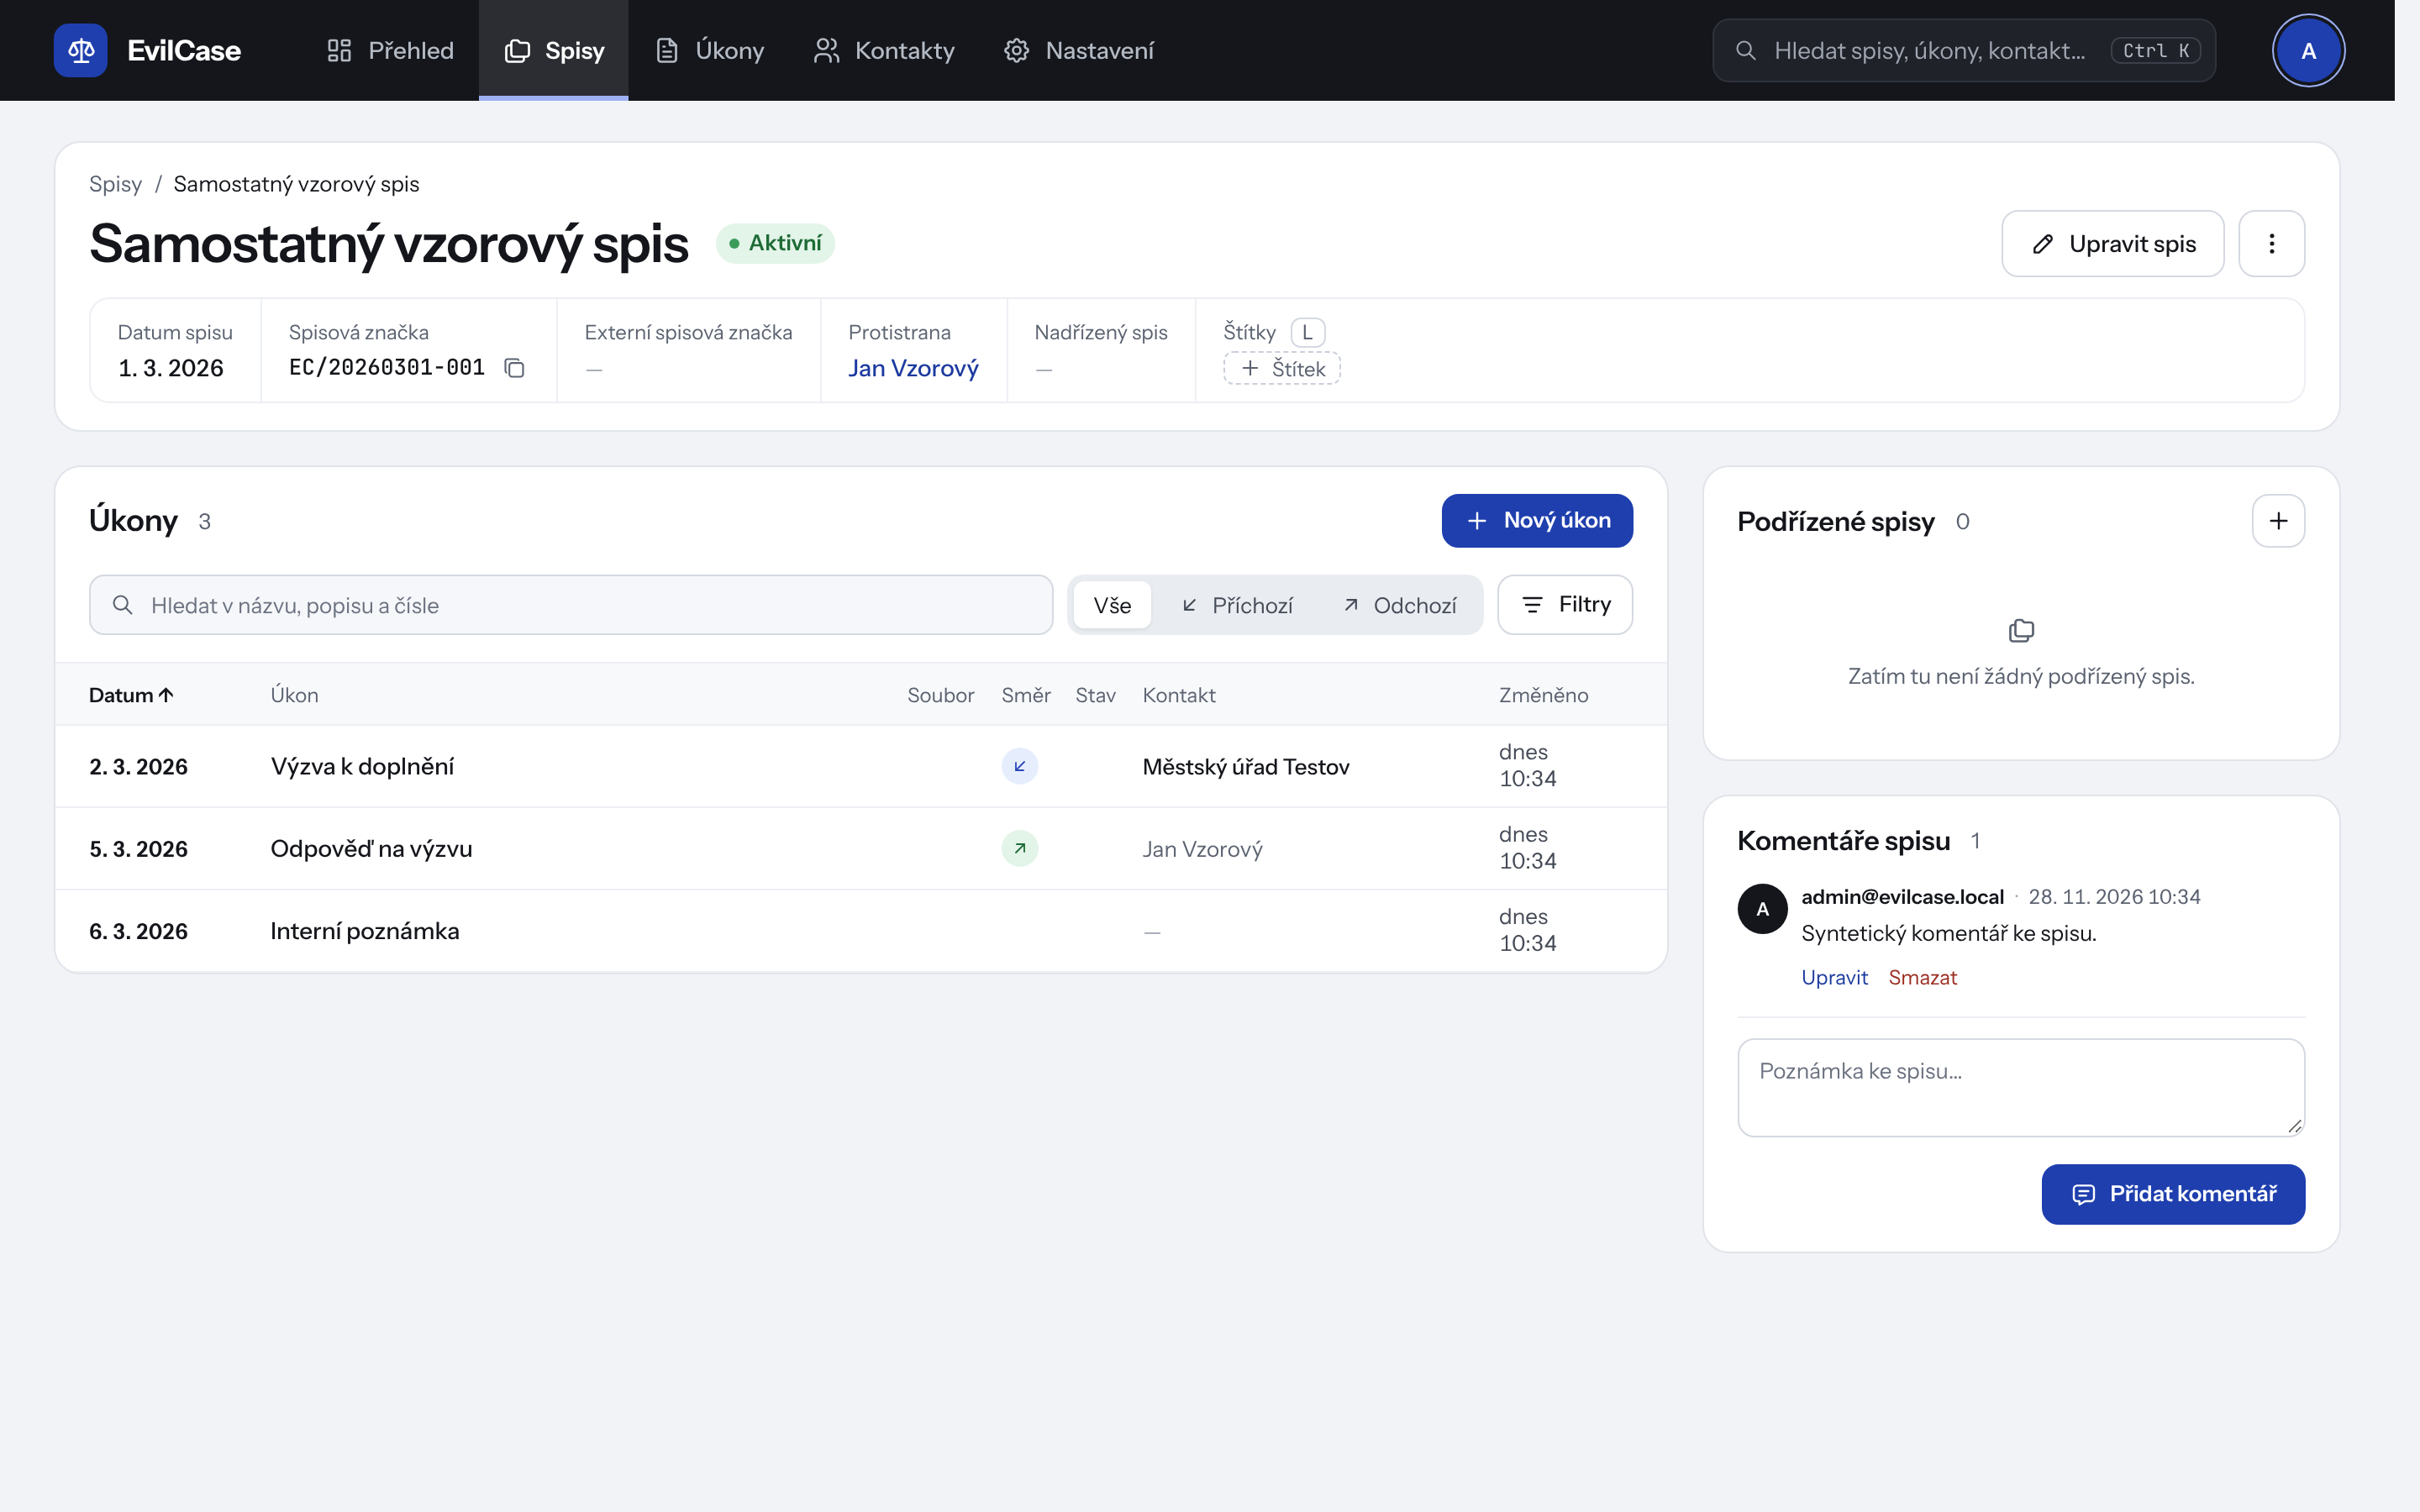 EvilCase
Přehled
Spisy
Úkony
Kontakty
Nastavení
Hledat spisy, úkony, kontakt...
Ctrl K
A
Spisy / Samostatný vzorový spis
Samostatný vzorový spis
Aktivní
Upravit spis
Datum spisu
1. 3. 2026
Spisová značka
EC/20260301-001
Externí spisová značka
—
Protistrana
Jan Vzorový
Nadřízený spis
—
Štítky L
+ Štítek
Úkony 3
+ Nový úkon
Hledat v názvu, popisu a čísle
Vše
Příchozí
Odchozí
Filtry
Datum Úkon Soubor Směr Stav Kontakt Změněno
2. 3. 2026 Výzva k doplnění Městský úřad Testov dnes
10:34
5. 3. 2026 Odpověď na výzvu Jan Vzorový dnes
10:34
6. 3. 2026 Interní poznámka — dnes
10:34
Podřízené spisy 0
Zatím tu není žádný podřízený spis.
Komentáře spisu 1
A
admin@evilcase.local · 28. 11. 2026 10:34
Syntetický komentář ke spisu.
Upravit Smazat
Poznámka ke spisu...
Přidat komentář